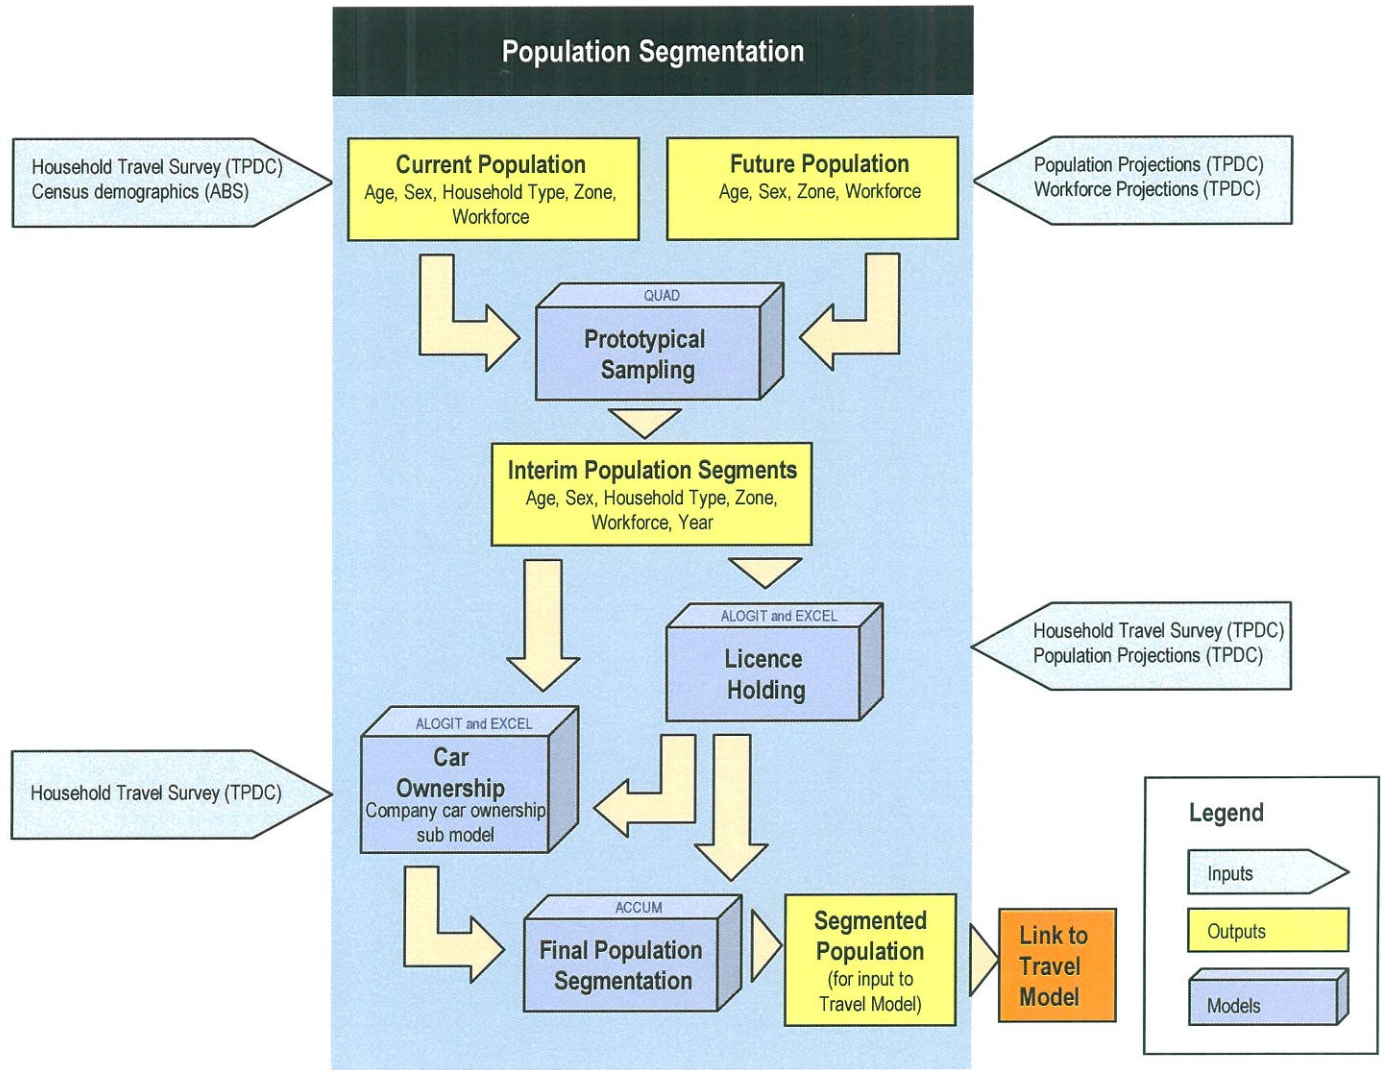 Population Segmentation
Household Travel Survey (TPDC)
Census demographics (ABS)
Current Population
Age, Sex, Household Type, Zone,
Workforce
Future Population
Age, Sex, Zone, Workforce
Population Projections (TPDC)
Workforce Projections (TPDC)
QUAD
Prototypical
Sampling
Interim Population Segments
Age, Sex, Household Type, Zone,
Workforce, Year
ALOGIT and EXCEL
Licence
Holding
Household Travel Survey (TPDC)
Population Projections (TPDC)
ALOGIT and EXCEL
Car
Ownership
Company car ownership
sub model
Household Travel Survey (TPDC)
ACCUM
Final Population
Segmentation
Segmented
Population
(for input to
Travel Model)
Link to
Travel
Model
Legend
Inputs
Outputs
Models